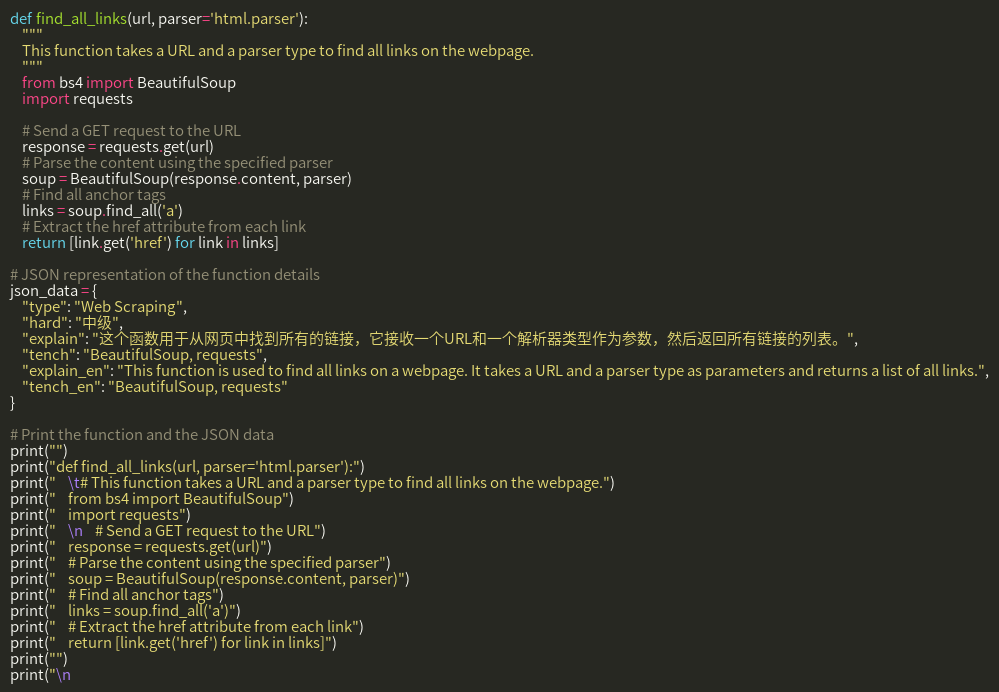 def find_all_links(url, parser='html.parser'):
    """
    This function takes a URL and a parser type to find all links on the webpage.
    """
    from bs4 import BeautifulSoup
    import requests

    # Send a GET request to the URL
    response = requests.get(url)
    # Parse the content using the specified parser
    soup = BeautifulSoup(response.content, parser)
    # Find all anchor tags
    links = soup.find_all('a')
    # Extract the href attribute from each link
    return [link.get('href') for link in links]

# JSON representation of the function details
json_data = {
    "type": "Web Scraping",
    "hard": "中级",
    "explain": "这个函数用于从网页中找到所有的链接，它接收一个URL和一个解析器类型作为参数，然后返回所有链接的列表。",
    "tench": "BeautifulSoup, requests",
    "explain_en": "This function is used to find all links on a webpage. It takes a URL and a parser type as parameters and returns a list of all links.",
    "tench_en": "BeautifulSoup, requests"
}

# Print the function and the JSON data
print("")
print("def find_all_links(url, parser='html.parser'):")
print("    \t# This function takes a URL and a parser type to find all links on the webpage.")
print("    from bs4 import BeautifulSoup")
print("    import requests")
print("    \n    # Send a GET request to the URL")
print("    response = requests.get(url)")
print("    # Parse the content using the specified parser")
print("    soup = BeautifulSoup(response.content, parser)")
print("    # Find all anchor tags")
print("    links = soup.find_all('a')")
print("    # Extract the href attribute from each link")
print("    return [link.get('href') for link in links]")
print("")
print("\n